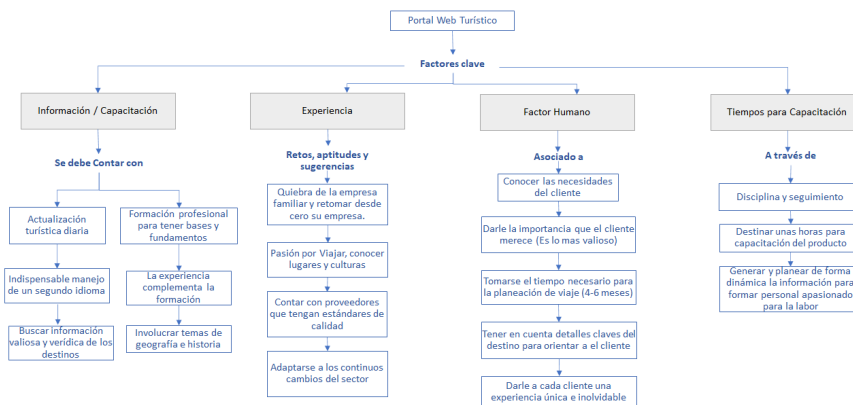 Portal Web Turístico
Factores clave
Información / Capacitación
Experiencia
Factor Humano
Tiempos para Capacitación
Se debe Contar con
Retos, aptitudes y
sugerencias
Asociado a
A través de
Actualización
turística diaria
Indispensable manejo
de un segundo idioma
Buscar información
valiosa y verídica de los
destinos
Formación profesional
para tener bases y
fundamentos
La experiencia
complementa la
formación
Involucrar temas de
geografía e historia
Quiebra de la empresa
familiar y retomar desde
cero su empresa.
Pasión por Viajar, conocer
lugares y culturas
Contar con proveedores
que tengan estándares de
calidad
Adaptarse a los continuos
cambios del sector
Conocer las necesidades
del cliente
Darle la importancia que el cliente
merece (Es lo mas valioso)
Tomarse el tiempo necesario para
la planeación de viaje (4-6 meses)
Tener en cuenta detalles claves del
destino para orientar a el cliente
Darle a cada cliente una
experiencia única e inolvidable
Disciplina y seguimiento
Destinar unas horas para
capacitación del producto
Generar y planear de forma
dinámica la información para
formar personal apasionado
para la labor